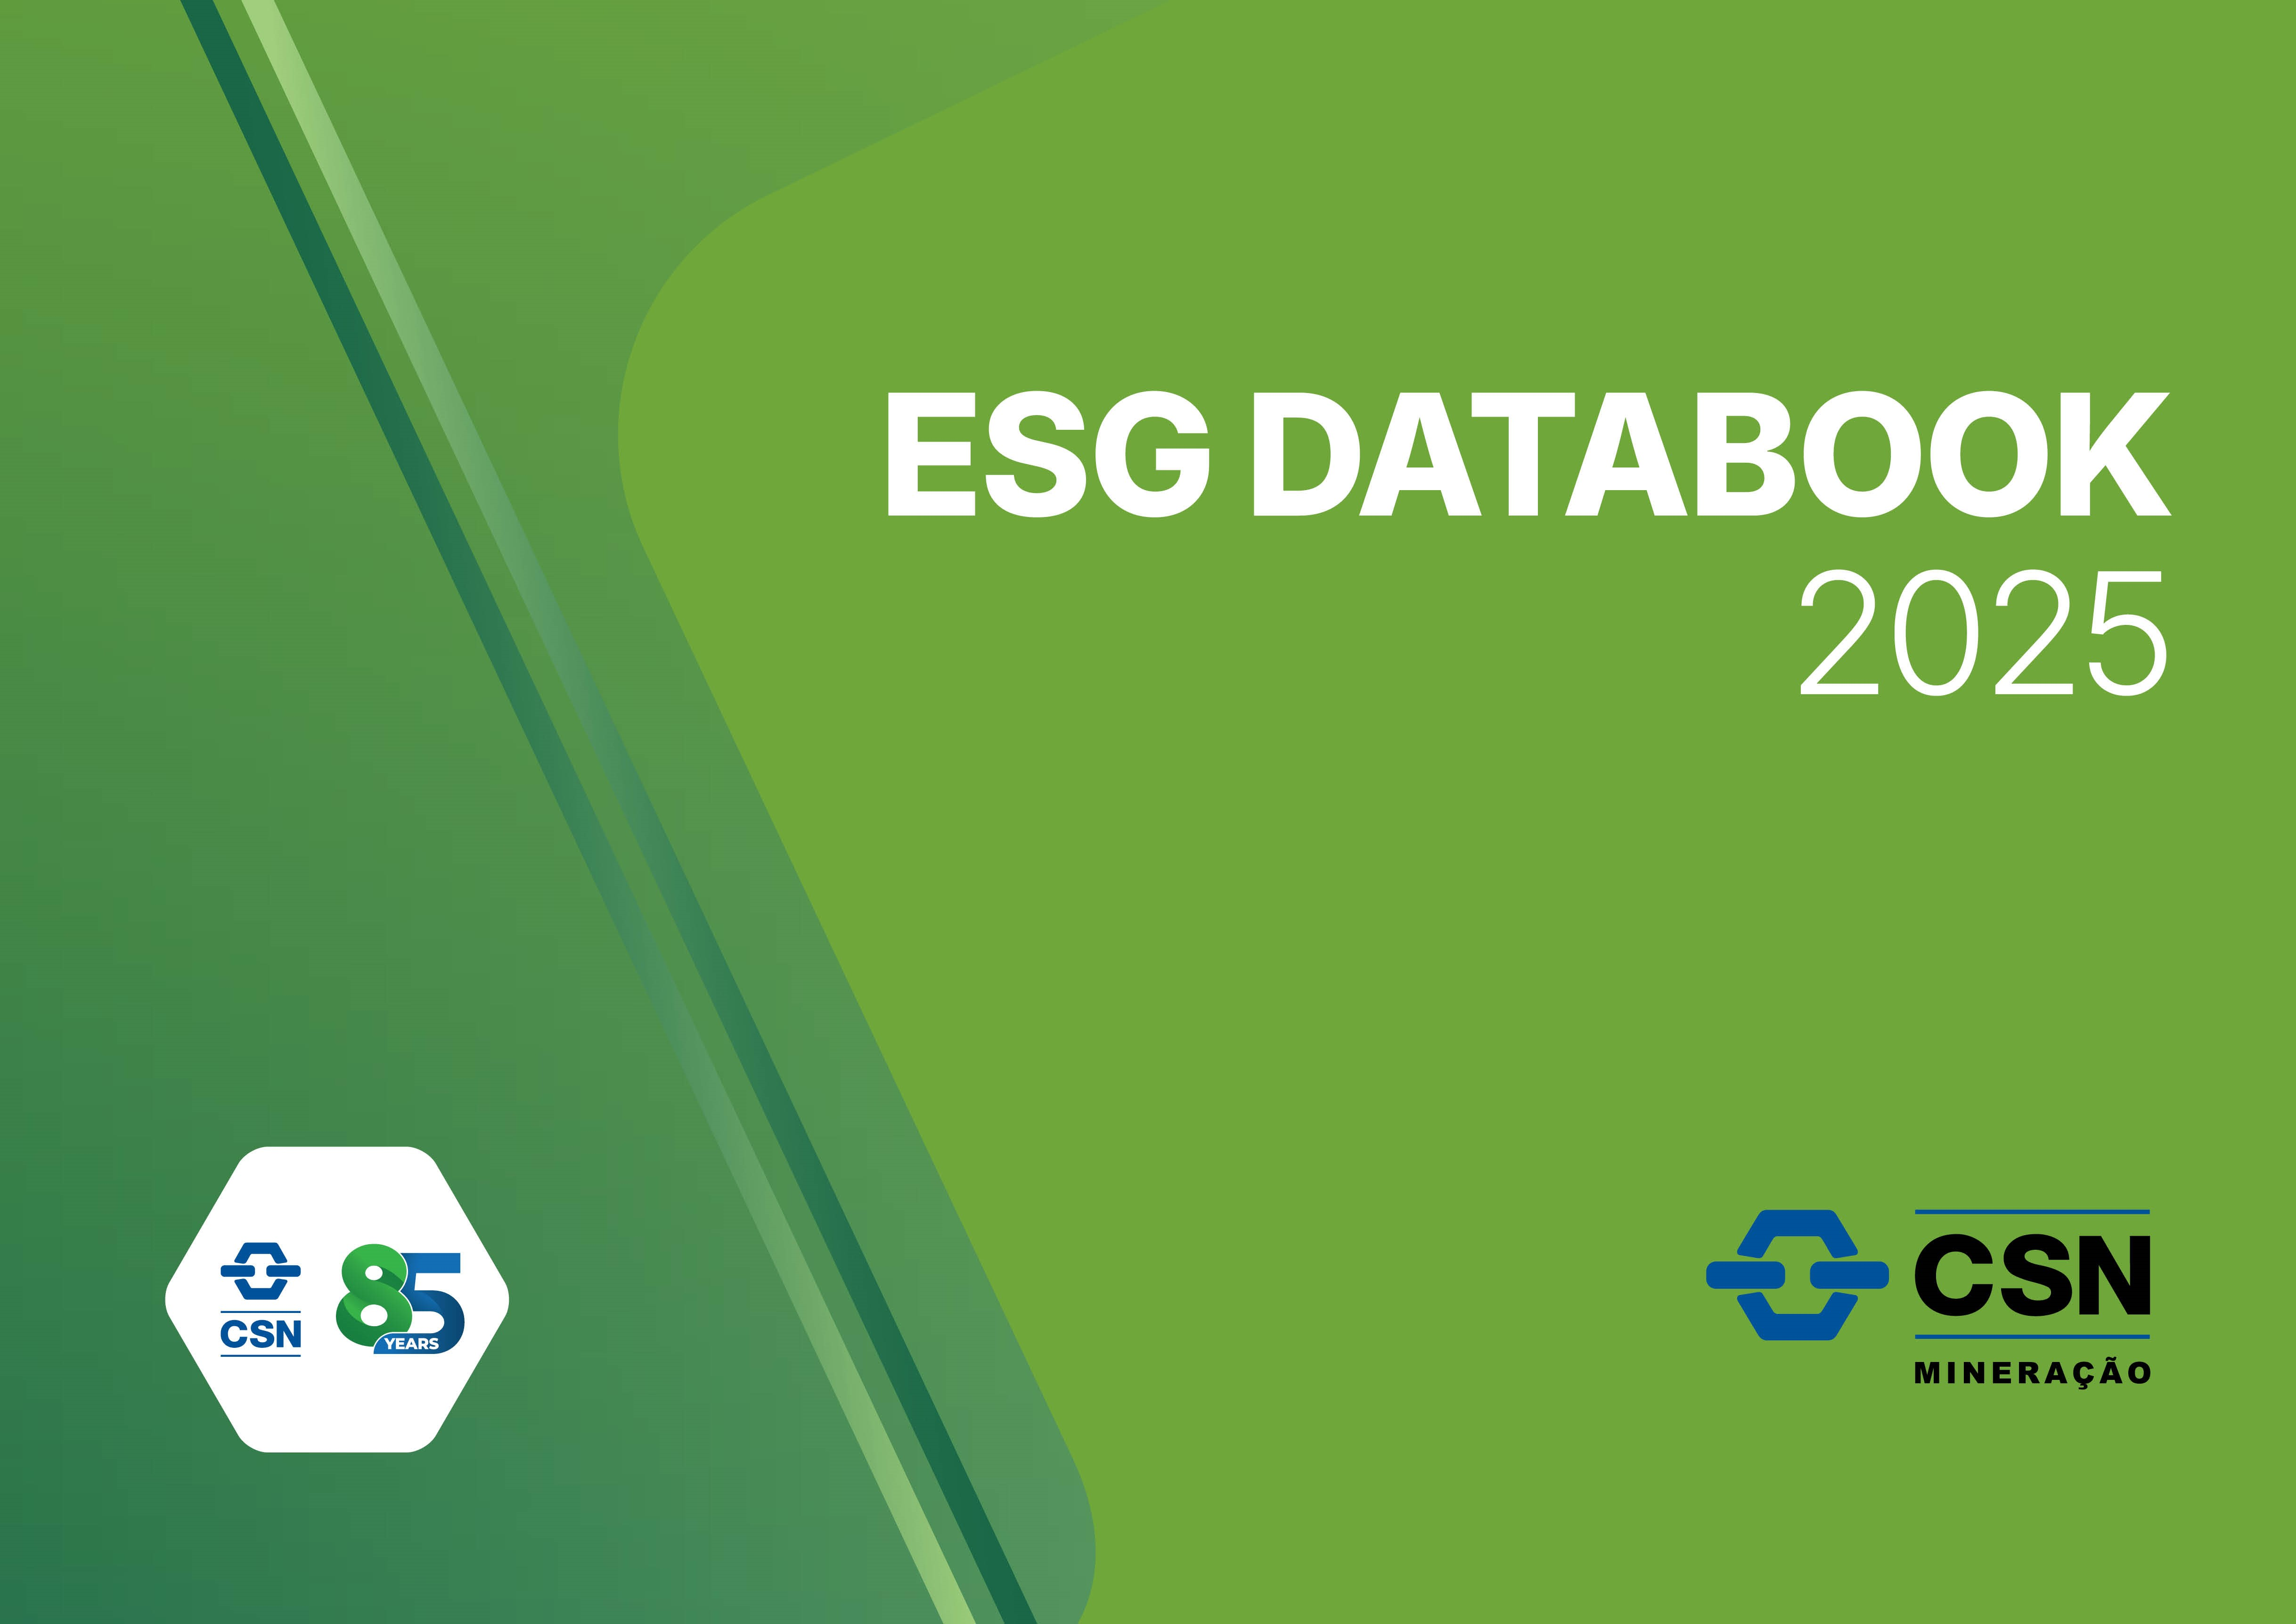 ESG DATABOOK
2025
CSN
85
YEARS
CSN
MINERAÇÃO